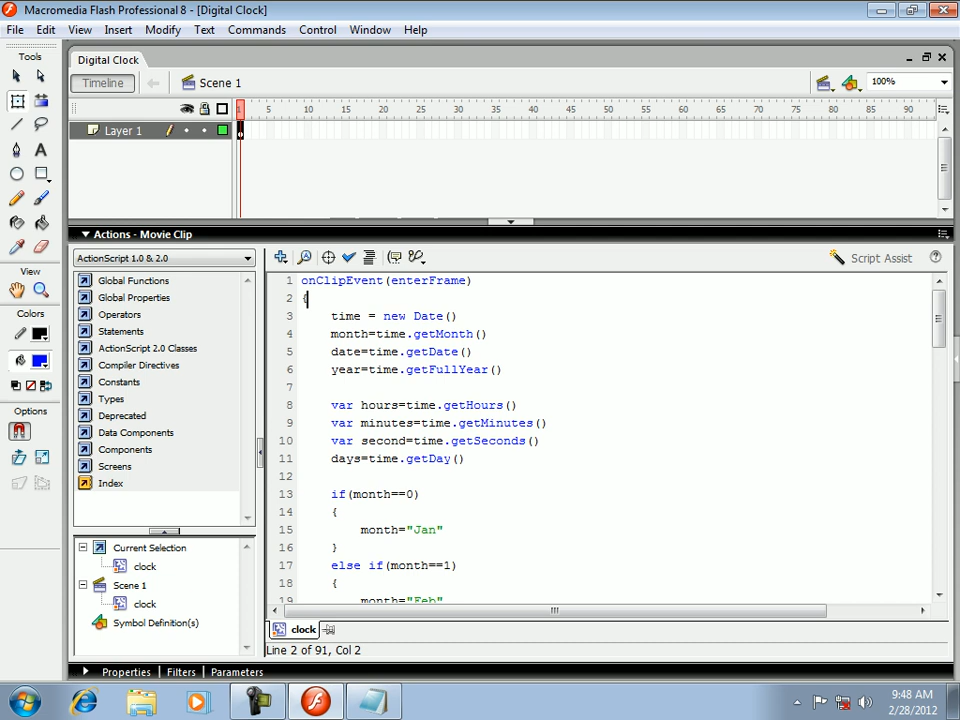 Macromedia Flash Professional 8 - [Digital Clock]
File Edit View Insert Modify Text Commands Control Window Help
Tools
Digital Clock
Timeline
Scene 1
100%
1 5 10 15 20 25 30 35 40 45 50 55 60 65 70 75 80 85 90
Layer 1
Actions - Movie Clip
ActionScript 1.0 & 2.0
Script Assist
Global Functions
Global Properties
Operators
Statements
ActionScript 2.0 Classes
Compiler Directives
Constants
Types
Deprecated
Data Components
Components
Screens
Index
View
Colors
Options
1 onClipEvent(enterFrame)
2 {
3 time = new Date()
4 month=time.getMonth()
5 date=time.getDate()
6 year=time.getFullYear()
7
8 var hours=time.getHours()
9 var minutes=time.getMinutes()
10 var second=time.getSeconds()
11 days=time.getDay()
12
13 if(month==0)
14 {
15 month="Jan"
16 }
17 else if(month==1)
18 {
19 month="Feb"
Current Selection
clock
Scene 1
clock
Symbol Definition(s)
clock
Line 2 of 91, Col 2
Properties Filters Parameters
9:48 AM
2/28/2012